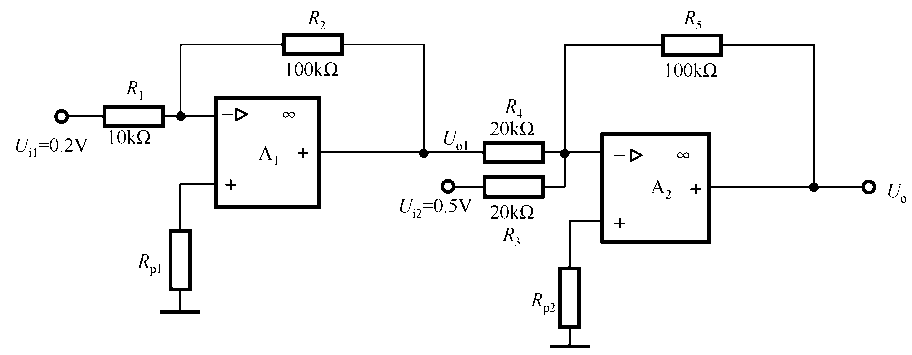 R₂
100kΩ
R₅
100kΩ
R₁
10kΩ
Uᵢ₁=0.2V
− ▷ ∞
A₁
+
+
Rₚ₁
Uₒ₁
R₄
20kΩ
Uᵢ₂=0.5V
20kΩ
R₃
− ▷ ∞
A₂
+
+
Rₚ₂
Uₒ